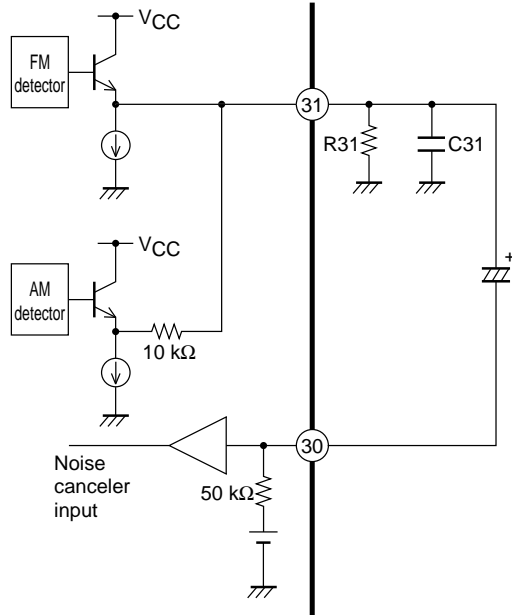 VCC
FM
detector
31
R31
C31
VCC
+
AM
detector
10 kΩ
30
Noise
canceler
input
50 kΩ